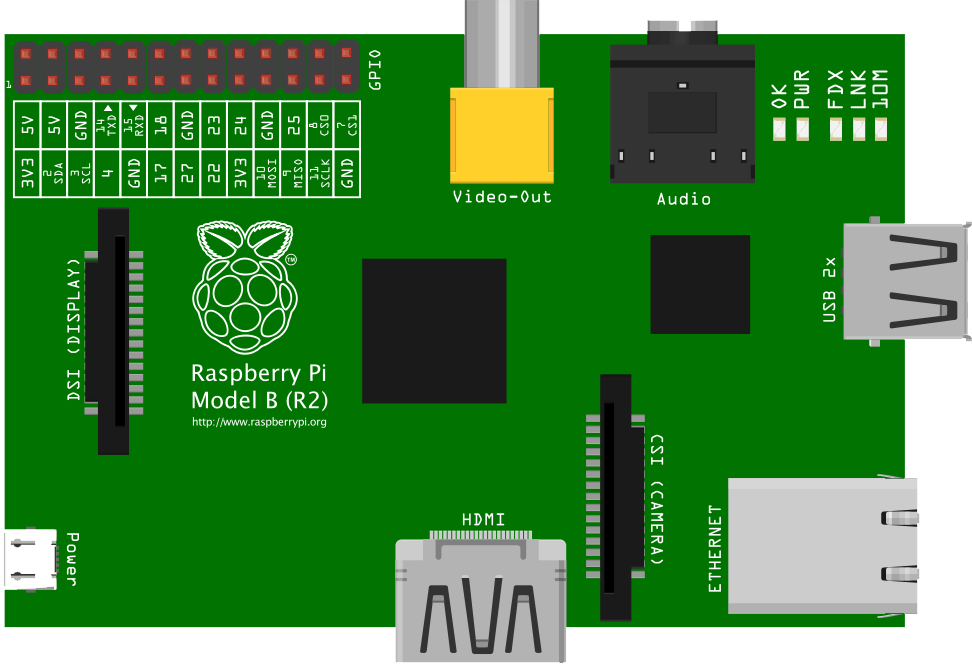 GPIO
1
5V
5V
GND
14 TXD
15 RXD
18
GND
23
24
GND
25
8 CS0
7 CS1
3V3
2 SDA
3 SCL
4
GND
17
27
22
3V3
10 MOSI
9 MISO
11 SCLK
GND
Video-Out
Audio
OK
PWR
FDX
LNK
10M
DSI (DISPLAY)
TM
Raspberry Pi
Model B (R2)
http://www.raspberrypi.org
USB 2x
CSI (CAMERA)
Power
HDMI
ETHERNET